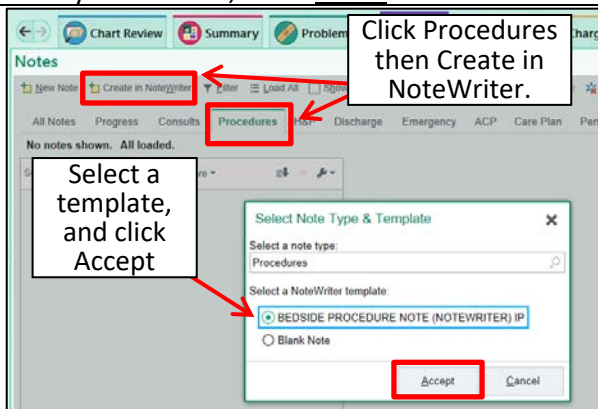 Chart Review Summary Problem
Click Procedures
then Create in
NoteWriter.
Notes
New Note Create in NoteWriter Filter Load All
All Notes Progress Consults Procedures H&P Discharge Emergency ACP Care Plan
No notes shown. All loaded.
Select a
template,
and click
Accept
Select Note Type & Template
Select a note type:
Procedures
Select a NoteWriter template:
BEDSIDE PROCEDURE NOTE (NOTEWRITER) IP
Blank Note
Accept Cancel